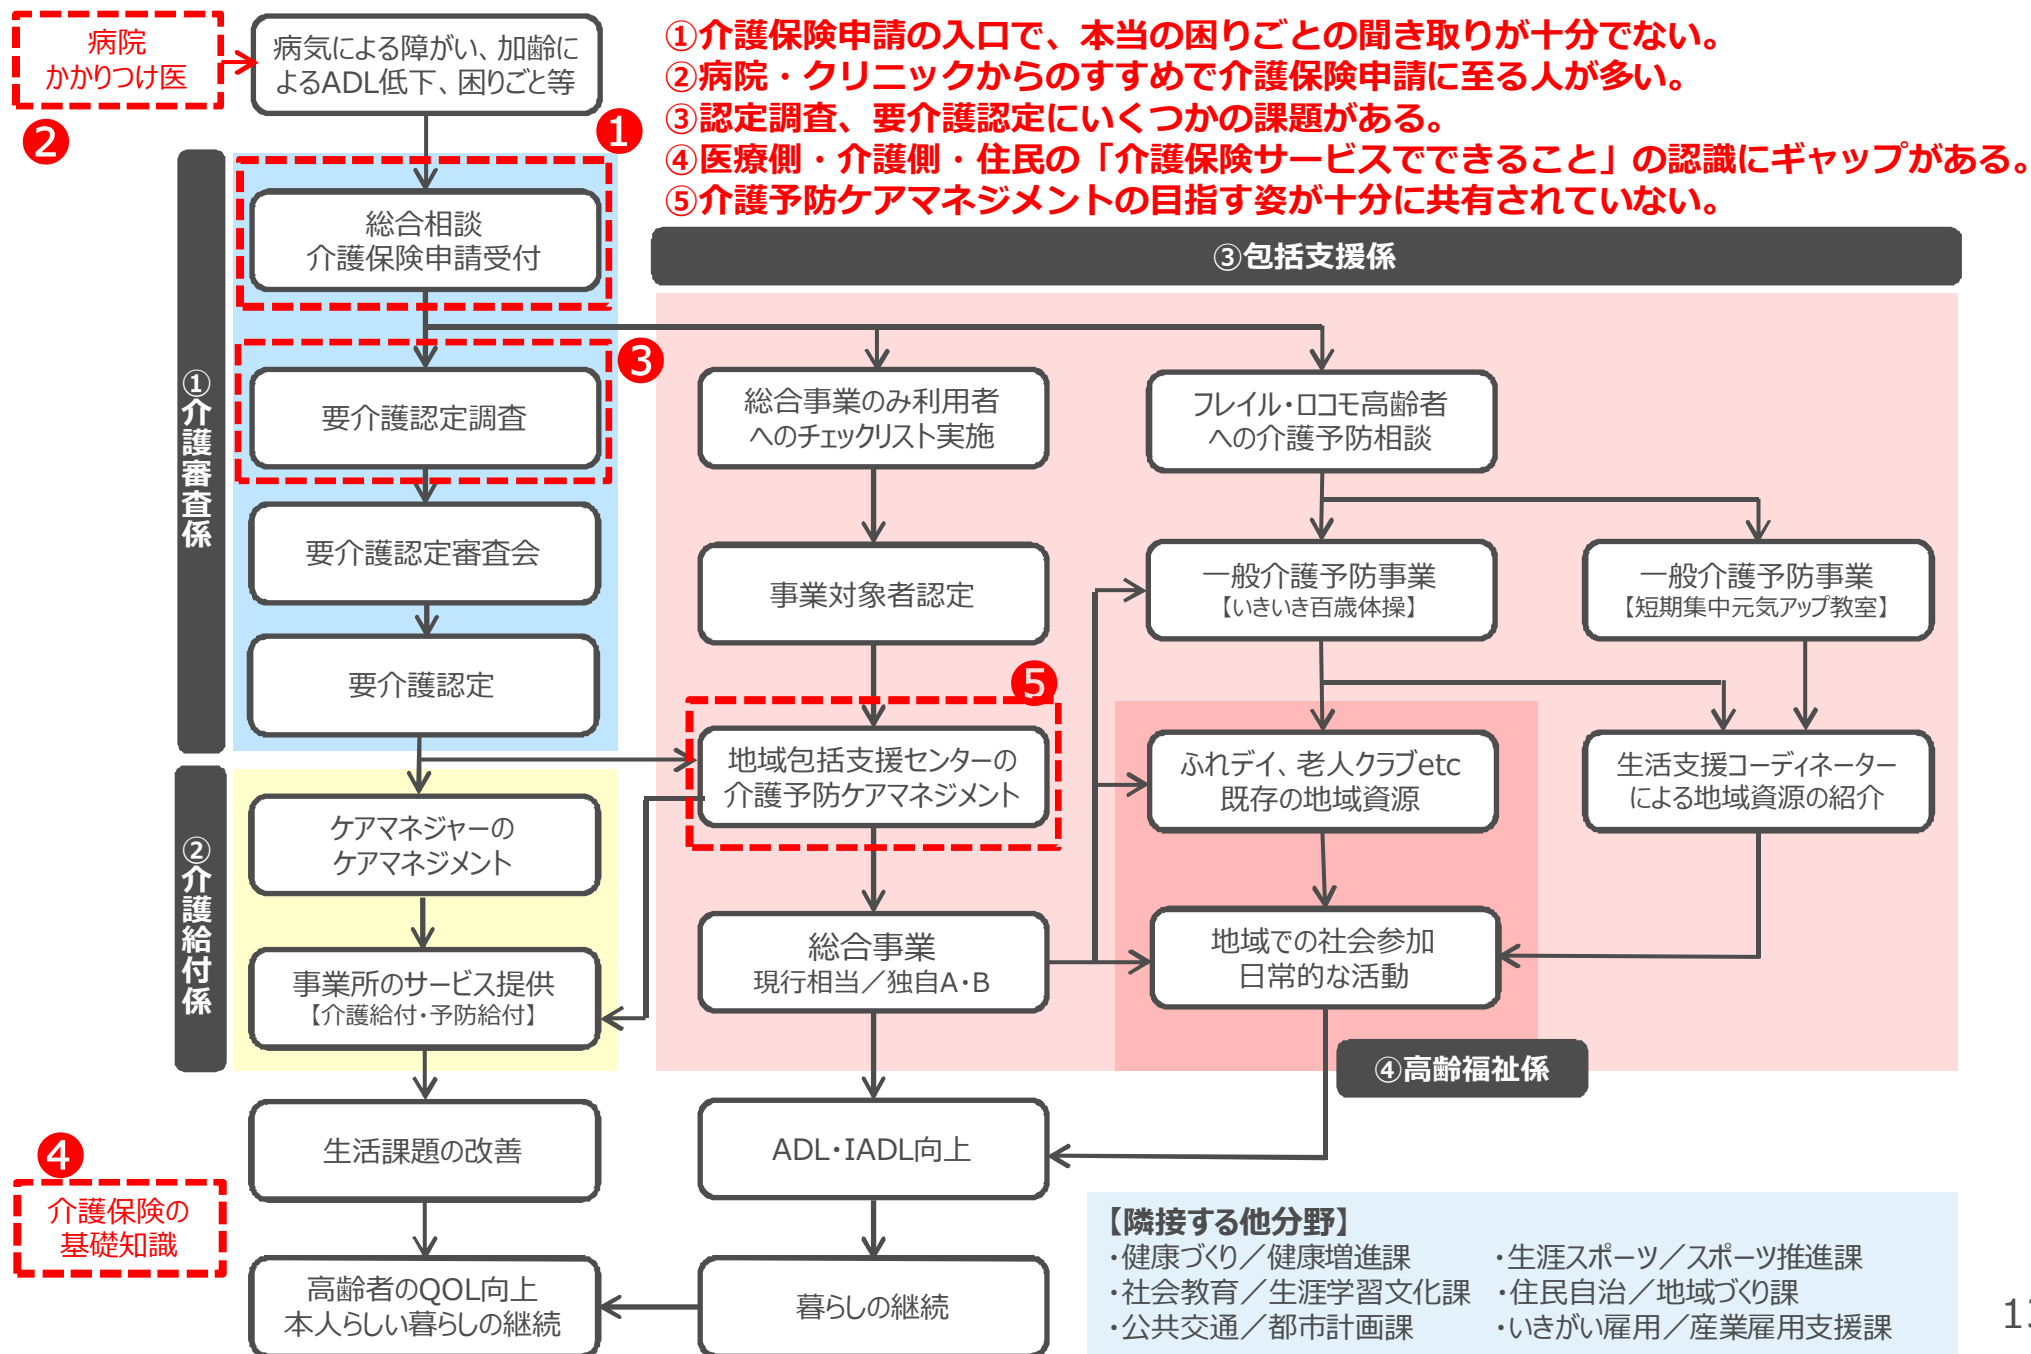 病院
かかりつけ医
❷
病気による障がい、加齢に
よるADL低下、困りごと等
❶
①介護保険申請の入口で、本当の困りごとの聞き取りが十分でない。
②病院・クリニックからのすすめで介護保険申請に至る人が多い。
③認定調査、要介護認定にいくつかの課題がある。
④医療側・介護側・住民の「介護保険サービスでできること」の認識にギャップがある。
⑤介護予防ケアマネジメントの目指す姿が十分に共有されていない。
①介護審査係
総合相談
介護保険申請受付
❸
要介護認定調査
要介護認定審査会
要介護認定
②介護給付係
ケアマネジャーの
ケアマネジメント
事業所のサービス提供
【介護給付・予防給付】
生活課題の改善
❹
介護保険の
基礎知識
高齢者のQOL向上
本人らしい暮らしの継続
③包括支援係
総合事業のみ利用者
へのチェックリスト実施
事業対象者認定
❺
地域包括支援センターの
介護予防ケアマネジメント
総合事業
現行相当／独自A・B
ADL・IADL向上
暮らしの継続
フレイル・ロコモ高齢者
への介護予防相談
一般介護予防事業
【いきいき百歳体操】
一般介護予防事業
【短期集中元気アップ教室】
ふれデイ、老人クラブetc
既存の地域資源
生活支援コーディネーター
による地域資源の紹介
地域での社会参加
日常的な活動
④高齢福祉係
【隣接する他分野】
・健康づくり／健康増進課
・生涯スポーツ／スポーツ推進課
・社会教育／生涯学習文化課
・住民自治／地域づくり課
・公共交通／都市計画課
・いきがい雇用／産業雇用支援課